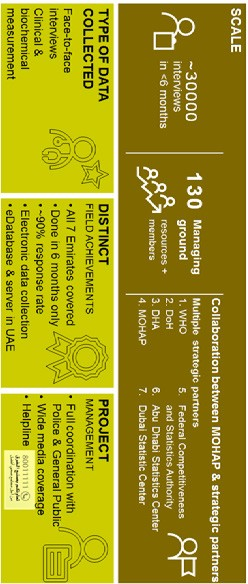 SCALE
~30000
interviews
in <6 months
130 Managing
ground
resources +
members
Collaboration between MOHAP & strategic partners
Multiple strategic partners
1. WHO
2. DoH
3. DHA
4. MOHAP
5. Federal Competitiveness
and Statistics Authority
6. Abu Dhabi Statistics Center
7. Dubai Statistic Center
TYPE OF DATA
COLLECTED
Face-to-face
interviews
Clinical &
biochemical
measurement
DISTINCT
FIELD ACHIEVEMENTS
• All 7 Emirates covered
• Done in 6 months only
• ~90% response rate
• Electronic data collection
• eDatabase & server in UAE
PROJECT
MANAGEMENT
• Full coordination with
Police & General Public
• Wide media coverage
• Helpline
80011111